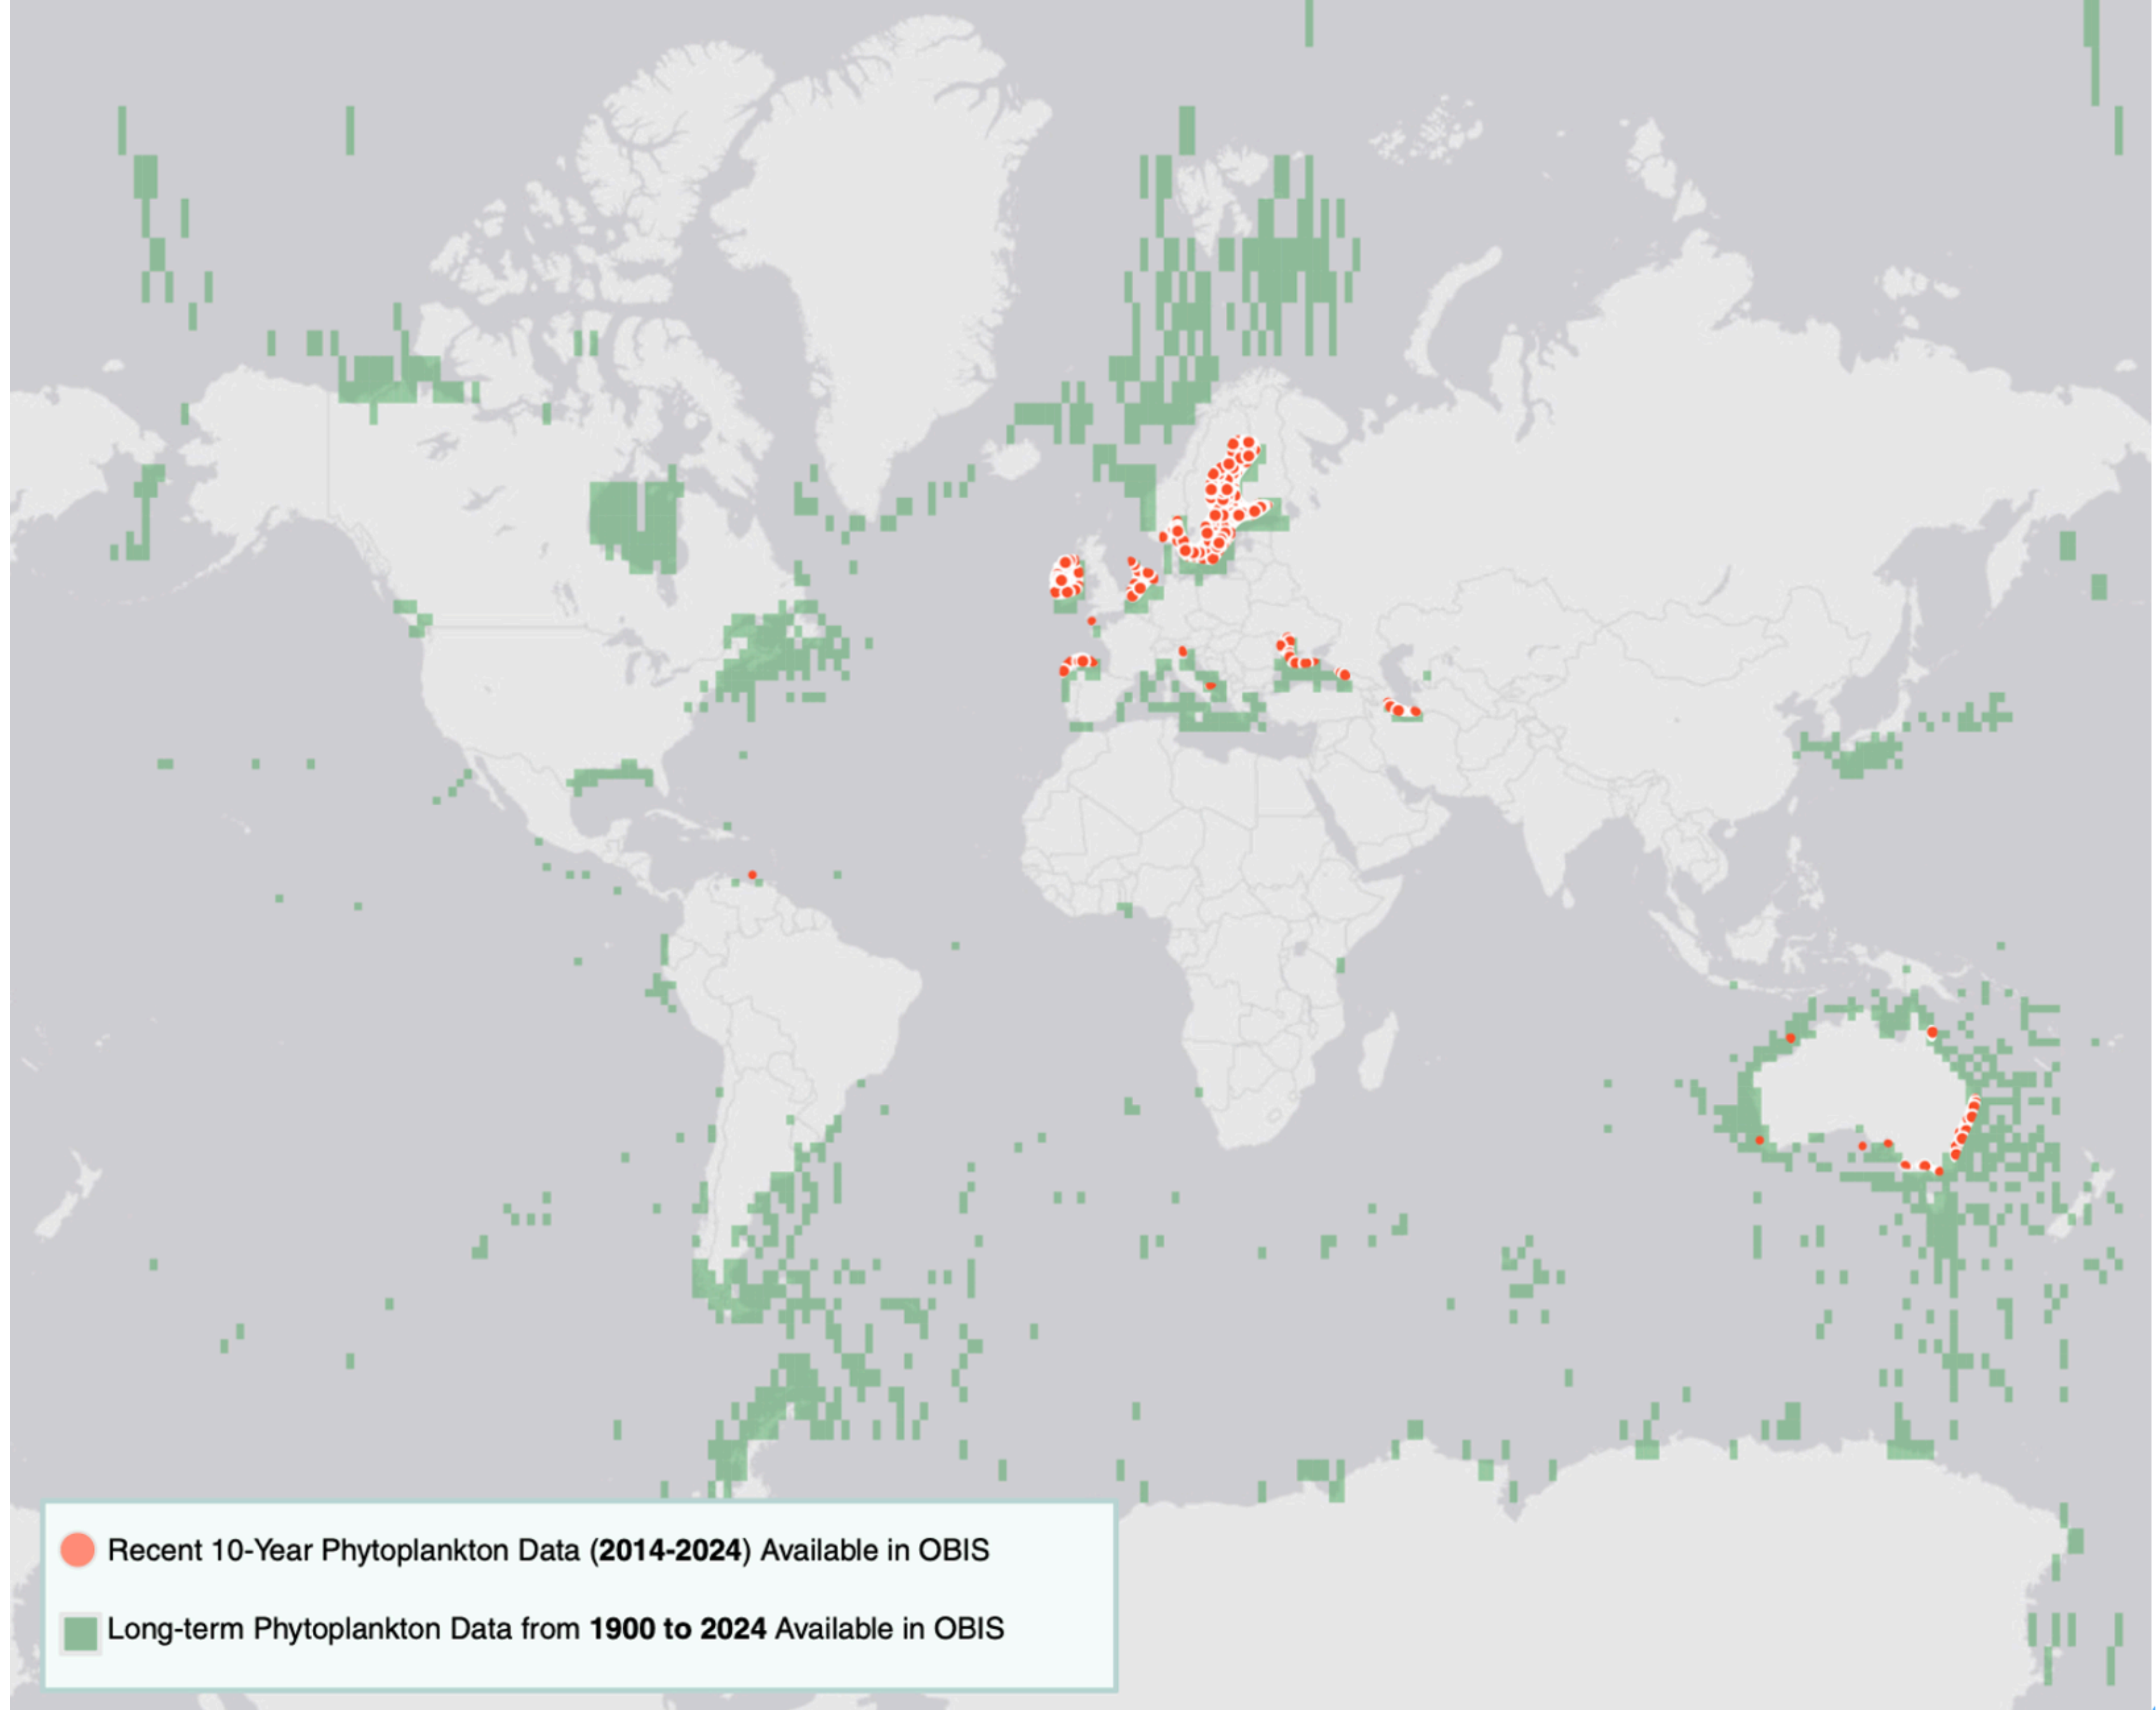 Recent 10-Year Phytoplankton Data (2014-2024) Available in OBIS
Long-term Phytoplankton Data from 1900 to 2024 Available in OBIS